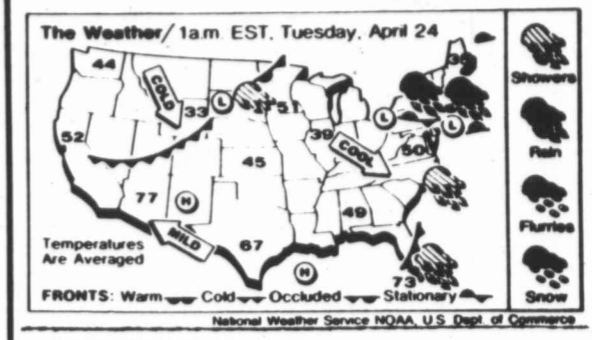 The Weather/ 1a.m. EST, Tuesday, April 24
44
COLD
33
L
51
36
L
L
52
39
COOL
50
45
77
H
49
MILD
67
H
73
Temperatures
Are Averaged
FRONTS: Warm Cold Occluded Stationary
National Weather Service NOAA, U.S. Dept. of Commerce
Showers
Rain
Flurries
Snow